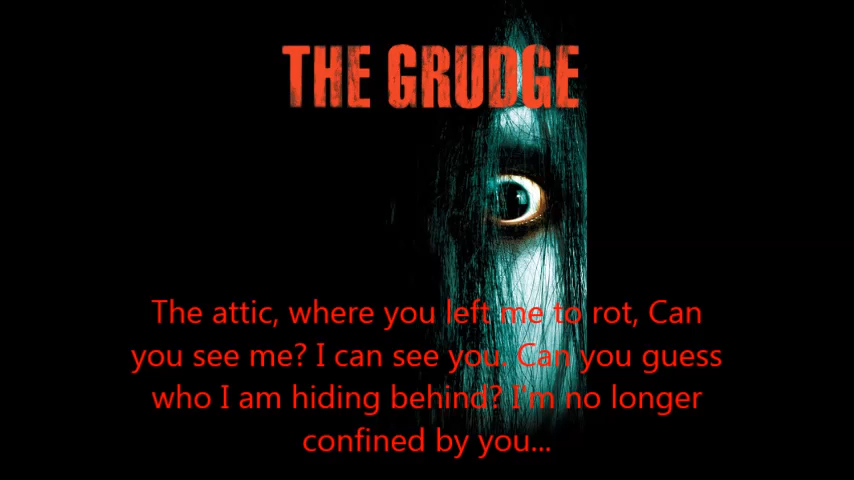 THE GRUDGE
The attic, where you left me to rot, Can
you see me? I can see you. Can you guess
who I am hiding behind? I'm no longer
confined by you...